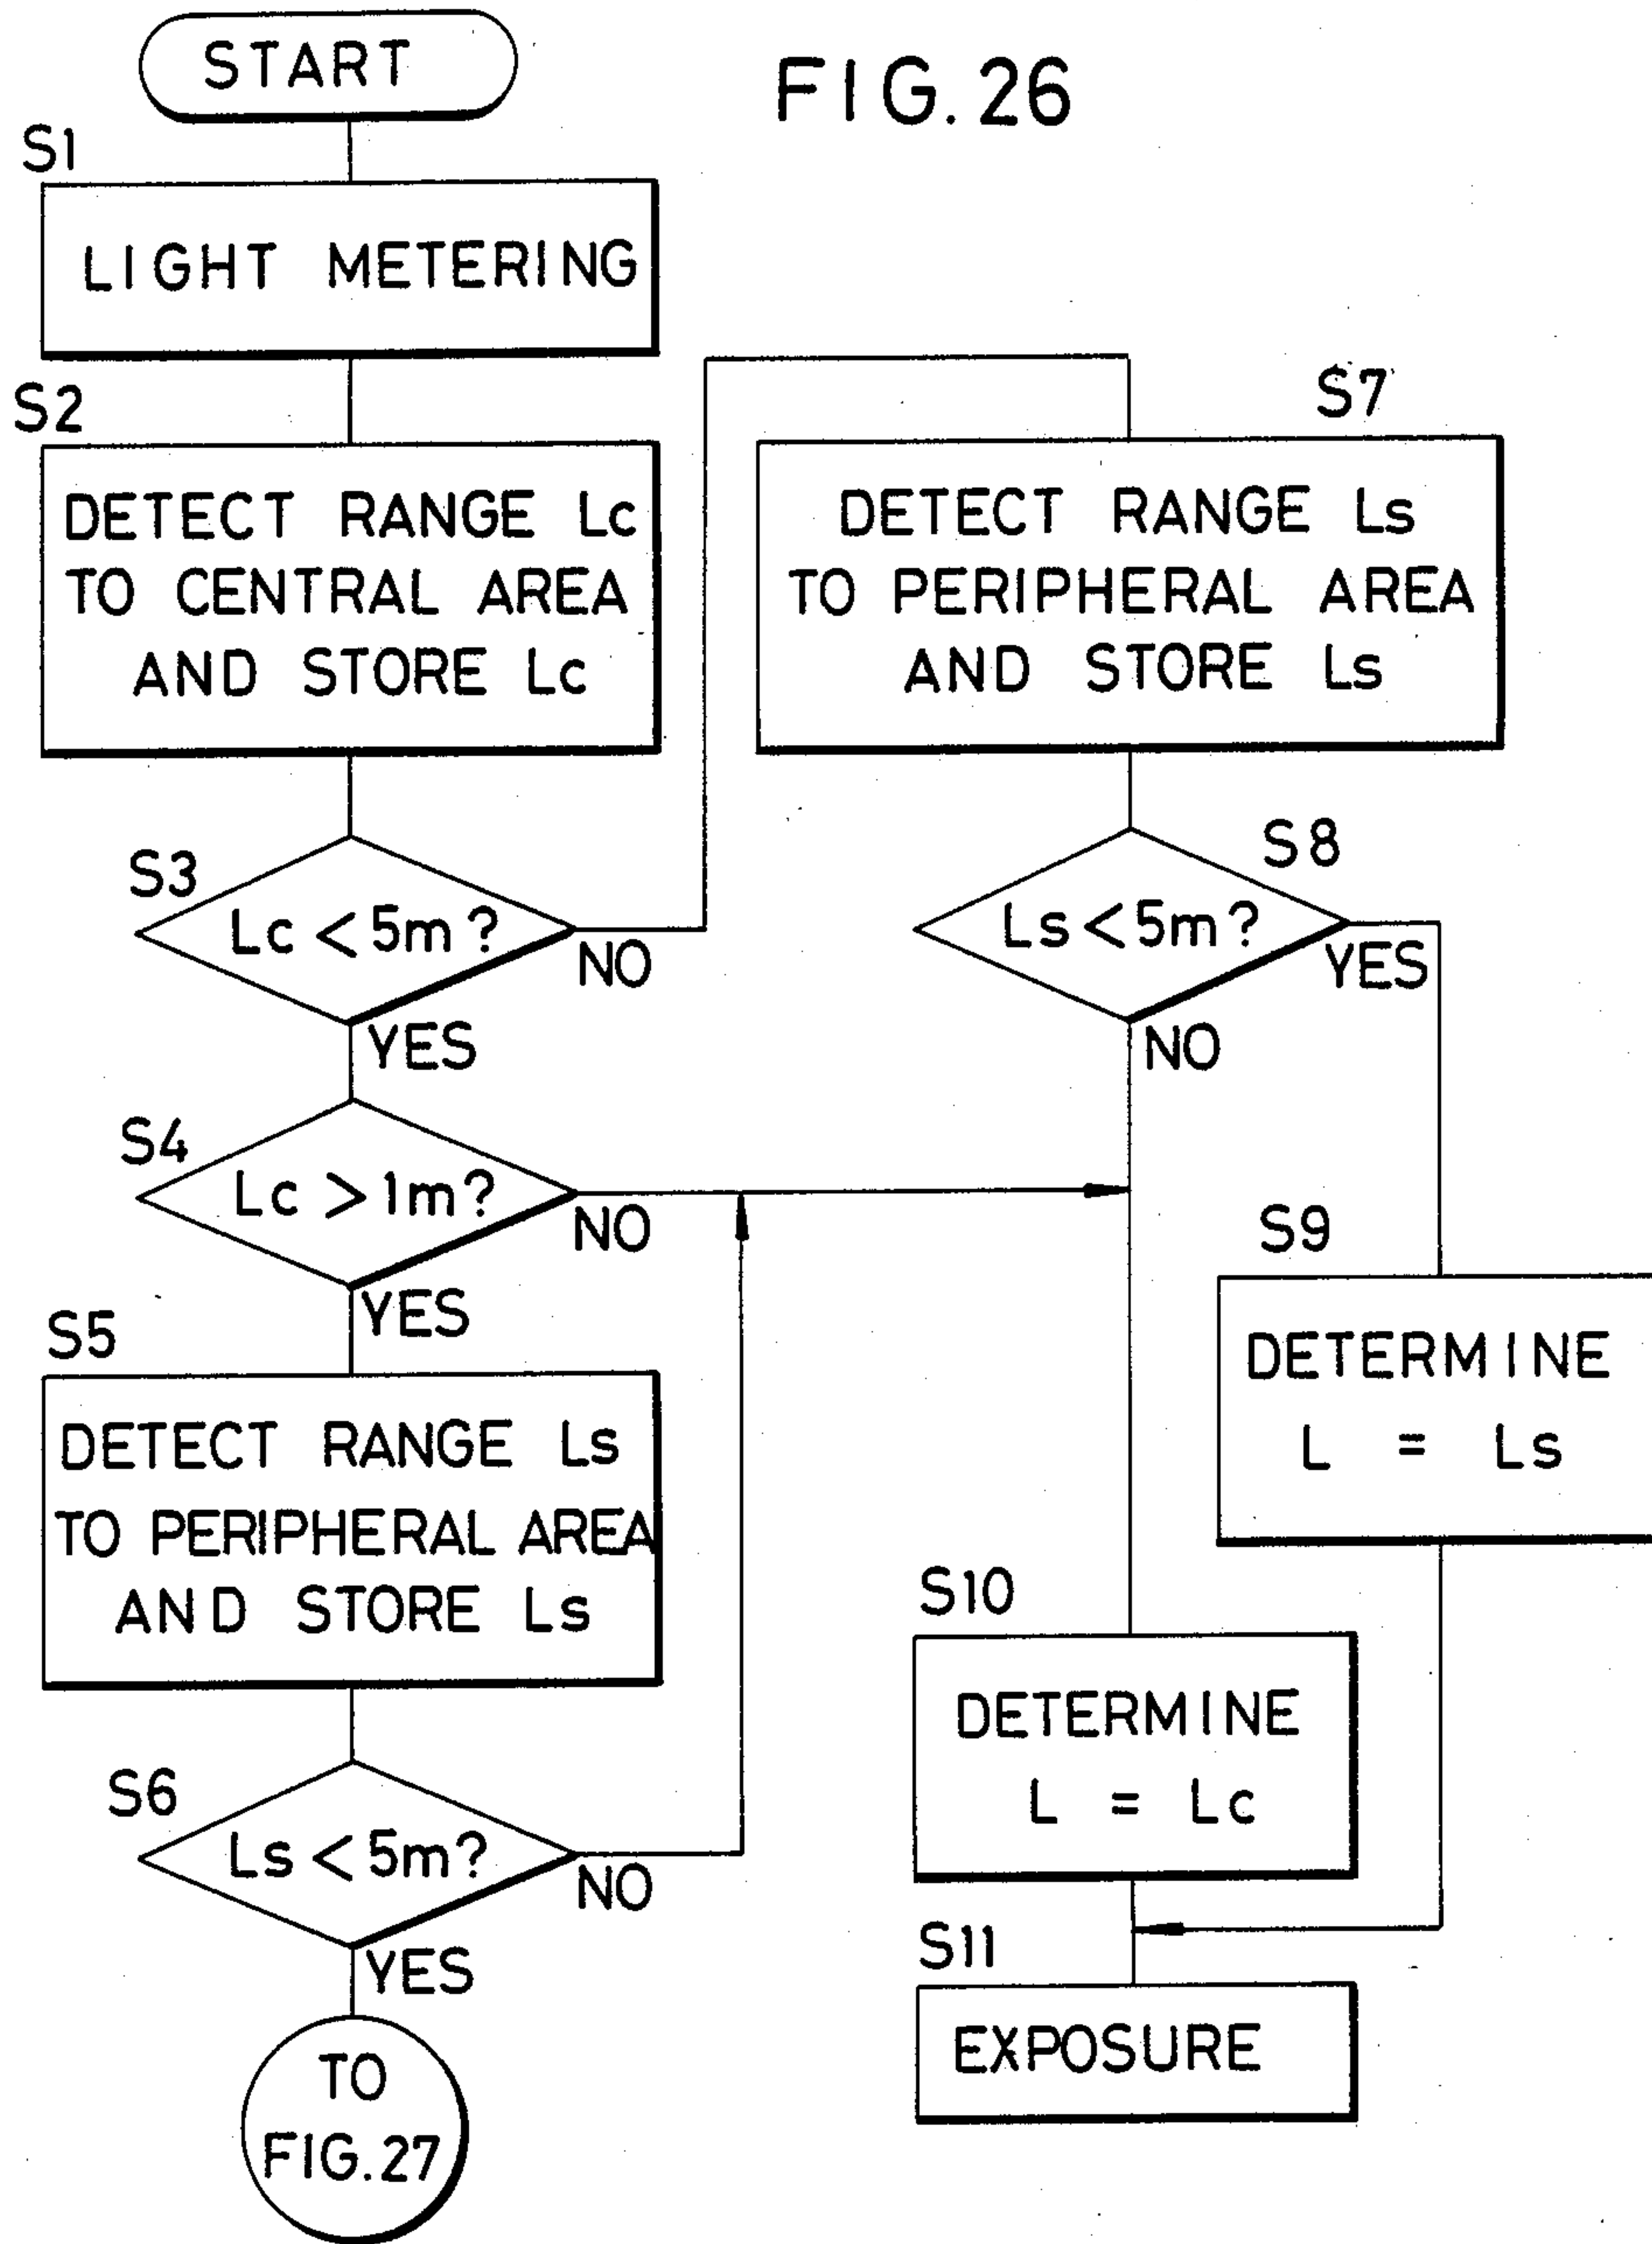 START
FIG. 26
S1
LIGHT METERING
S2
DETECT RANGE Lc
TO CENTRAL AREA
AND STORE Lc
S3
Lc < 5m?
NO
YES
S4
Lc > 1m?
NO
YES
S5
DETECT RANGE Ls
TO PERIPHERAL AREA
AND STORE Ls
S6
Ls < 5m?
NO
YES
TO
FIG.27
S7
DETECT RANGE Ls
TO PERIPHERAL AREA
AND STORE Ls
S8
Ls < 5m?
YES
NO
S9
DETERMINE
L = Ls
S10
DETERMINE
L = Lc
S11
EXPOSURE